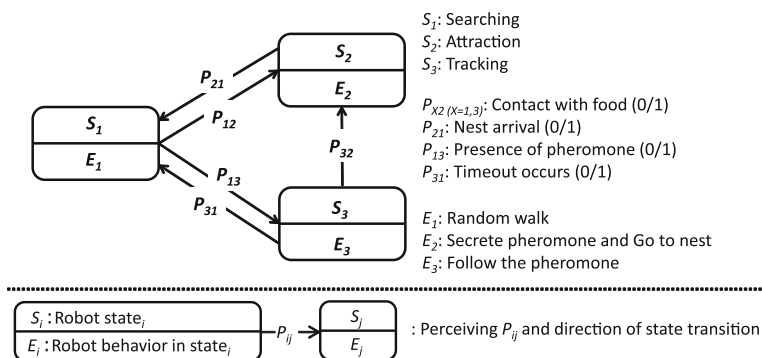 S1: Searching
S2: Attraction
S3: Tracking
PX2 (X=1,3): Contact with food (0/1)
P21: Nest arrival (0/1)
P13: Presence of pheromone (0/1)
P31: Timeout occurs (0/1)
E1: Random walk
E2: Secrete pheromone and Go to nest
E3: Follow the pheromone
S2
E2
P21
P12
S1
E1
P32
P13
P31
S3
E3
Si : Robot statei
Ei : Robot behavior in statei
Pij
Sj
Ej
: Perceiving Pij and direction of state transition